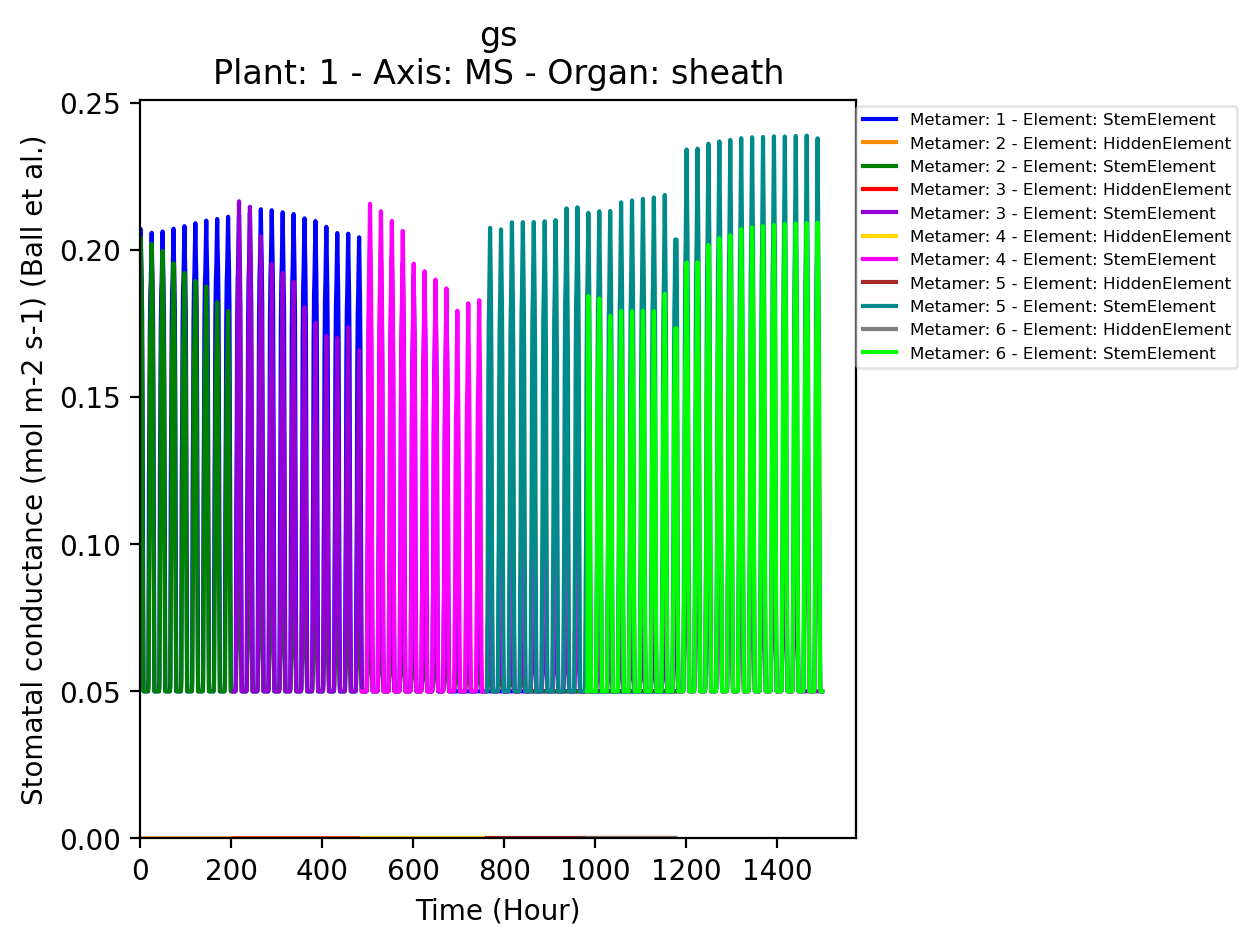 gs
Plant: 1 - Axis: MS - Organ: sheath
Stomatal conductance (mol m-2 s-1) (Ball et al.)
0.25
0.20
0.15
0.10
0.05
0.00
0 200 400 600 800 1000 1200 1400
Time (Hour)
Metamer: 1 - Element: StemElement
Metamer: 2 - Element: HiddenElement
Metamer: 2 - Element: StemElement
Metamer: 3 - Element: HiddenElement
Metamer: 3 - Element: StemElement
Metamer: 4 - Element: HiddenElement
Metamer: 4 - Element: StemElement
Metamer: 5 - Element: HiddenElement
Metamer: 5 - Element: StemElement
Metamer: 6 - Element: HiddenElement
Metamer: 6 - Element: StemElement